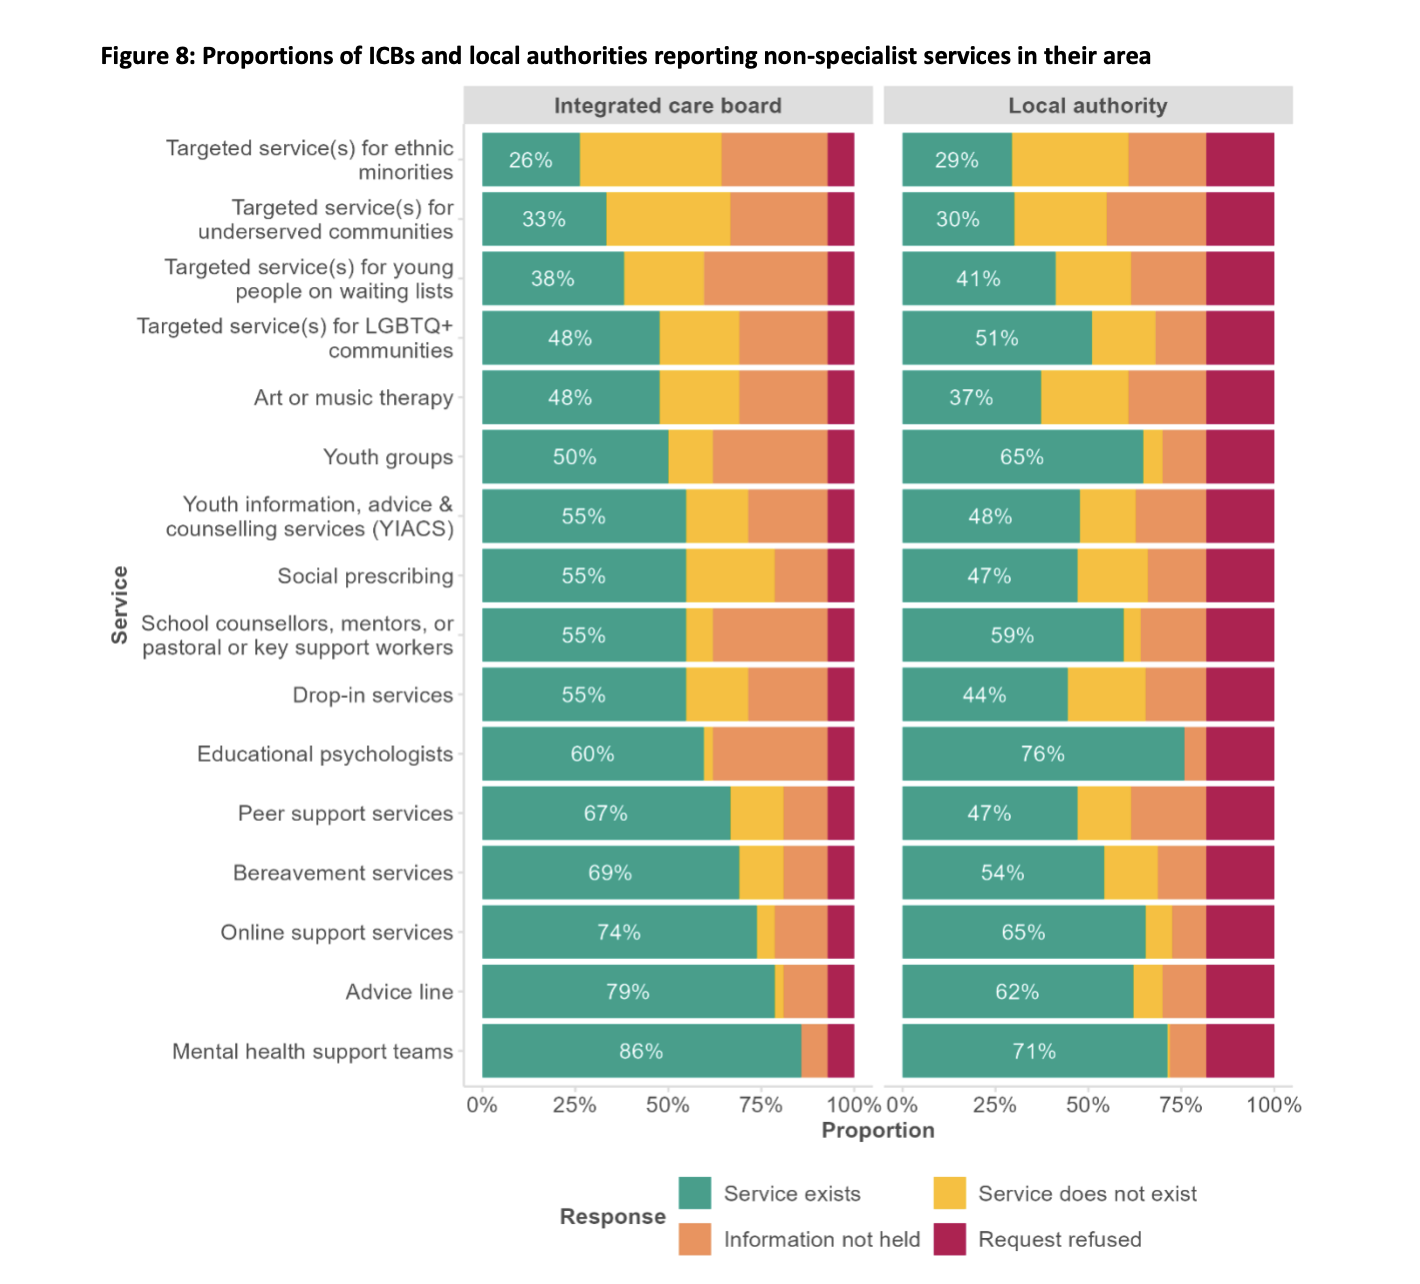 Figure 8: Proportions of ICBs and local authorities reporting non-specialist services in their area
Integrated care board
Local authority
Targeted service(s) for ethnic
minorities
26%
29%
Targeted service(s) for
underserved communities
33%
30%
Targeted service(s) for young
people on waiting lists
38%
41%
Targeted service(s) for LGBTQ+
communities
48%
51%
Art or music therapy
48%
37%
Youth groups
50%
65%
Youth information, advice &
counselling services (YIACS)
55%
48%
Social prescribing
55%
47%
School counsellors, mentors, or
pastoral or key support workers
55%
59%
Drop-in services
55%
44%
Educational psychologists
60%
76%
Peer support services
67%
47%
Bereavement services
69%
54%
Online support services
74%
65%
Advice line
79%
62%
Mental health support teams
86%
71%
Service
0% 25% 50% 75% 100% 0% 25% 50% 75% 100%
Proportion
Response
Service exists
Service does not exist
Information not held
Request refused